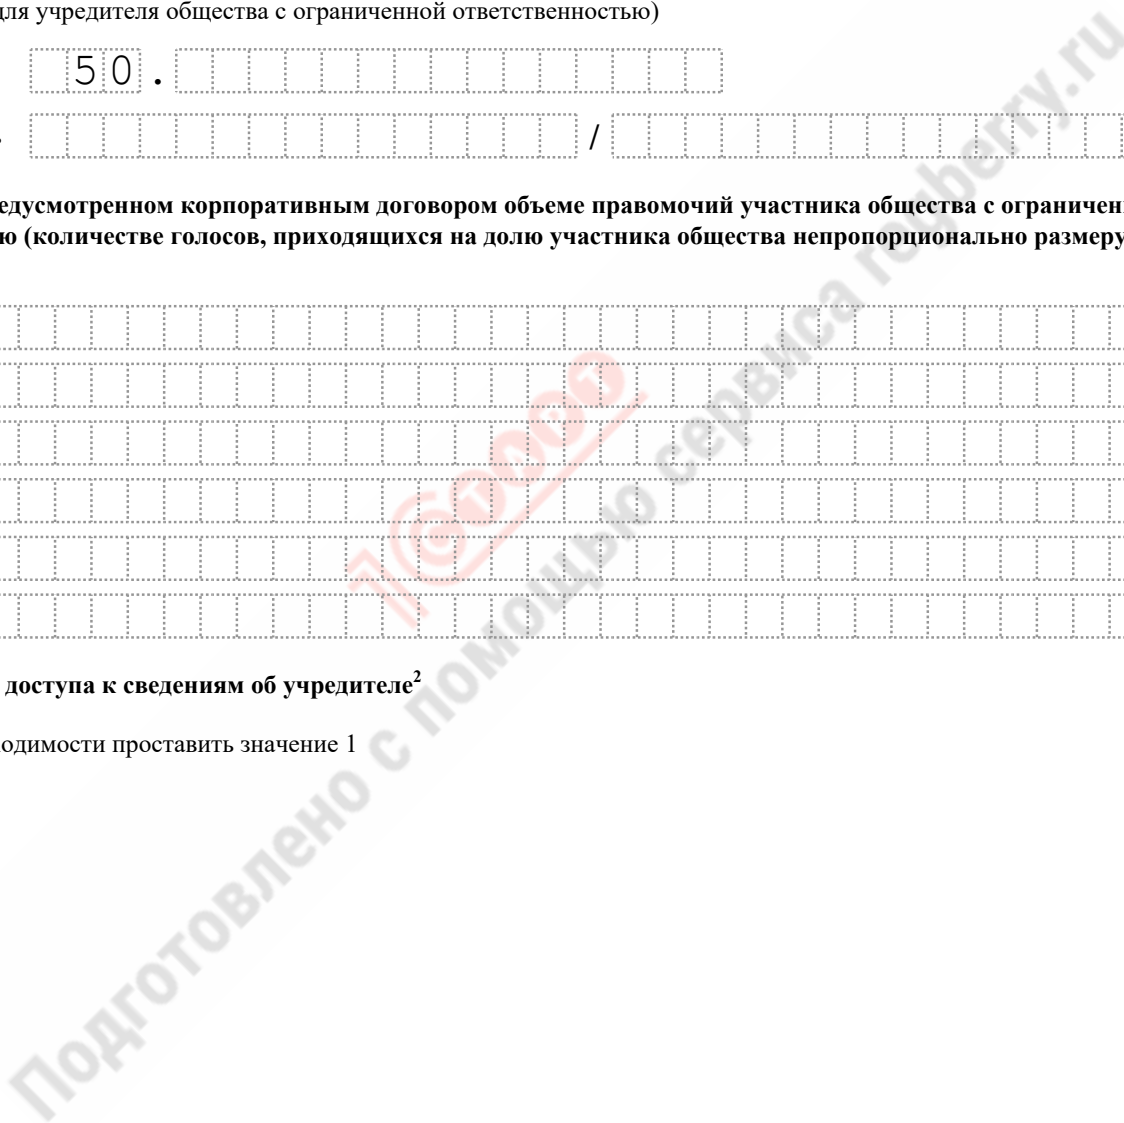 для учредителя общества с ограниченной ответственностью)
50.
/
едусмотренном корпоративным договором объеме правомочий участника общества с ограничен
ю (количестве голосов, приходящихся на долю участника общества непропорционально размеру
1СТАРТ
Подготовлено с помощью сервиса regberry.ru
доступа к сведениям об учредителе²
одимости проставить значение 1